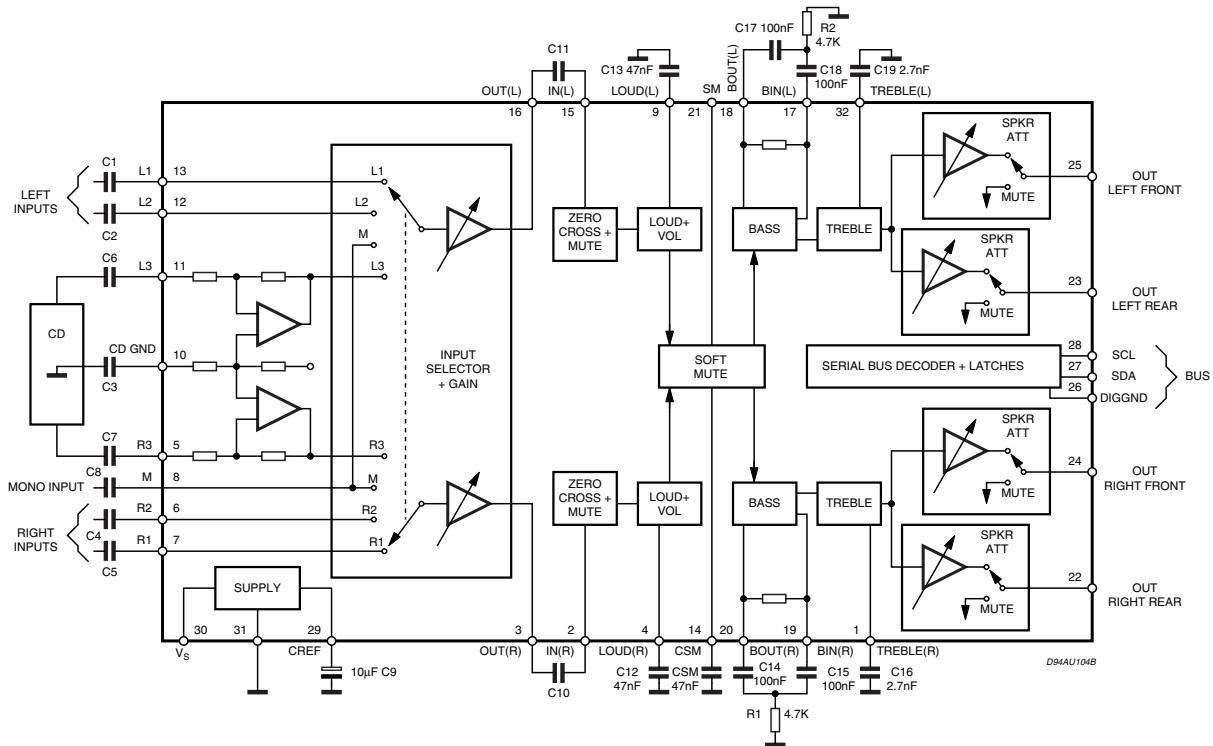 C17 100nF
R2
4.7K
C11
C13 47nF
BOUT(L)
C18
100nF
C19 2.7nF
OUT(L)
IN(L)
LOUD(L)
SM
BIN(L)
TREBLE(L)
16
15
9
21
18
17
32
SPKR
ATT
MUTE
25
OUT
LEFT FRONT
C1
L1
13
L1
LEFT
INPUTS
L2
12
L2
C2
M
ZERO
CROSS +
MUTE
LOUD+
VOL
BASS
TREBLE
SPKR
ATT
MUTE
23
OUT
LEFT REAR
C6
L3
11
L3
CD
CD GND
10
C3
INPUT
SELECTOR
+ GAIN
SOFT
MUTE
SERIAL BUS DECODER + LATCHES
28
SCL
27
SDA
26
DIGGND
BUS
C7
R3
5
R3
C8
M
8
M
MONO INPUT
R2
6
R2
RIGHT
INPUTS
C4
R1
7
R1
C5
ZERO
CROSS +
MUTE
LOUD+
VOL
BASS
TREBLE
SPKR
ATT
MUTE
24
OUT
RIGHT FRONT
SPKR
ATT
MUTE
22
OUT
RIGHT REAR
SUPPLY
30
31
29
3
2
4
14
20
19
1
VS
CREF
OUT(R)
IN(R)
LOUD(R)
CSM
BOUT(R)
BIN(R)
TREBLE(R)
D94AU104B
10µF C9
C10
C12
47nF
CSM
47nF
C14
100nF
C15
100nF
C16
2.7nF
R1
4.7K